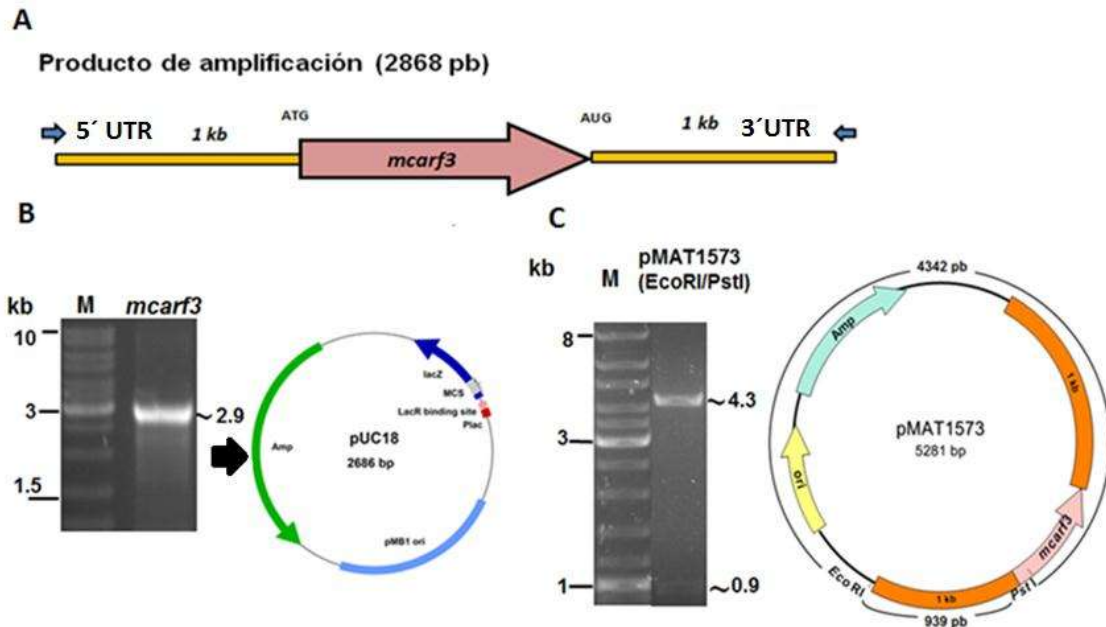 A
Producto de amplificación (2868 pb)
5´ UTR
1 kb
ATG
mcarf3
AUG
1 kb
3´UTR
B
kb
M
mcarf3
10
3
1.5
~2.9
lacZ
MCS
LacR binding site
Plac
Amp
pUC18
2686 bp
pMB1 ori
C
kb
M
pMAT1573
(EcoRI/PstI)
8
3
1
~4.3
~0.9
4342 pb
Amp
1 kb
pMAT1573
5281 bp
ori
mcarf3
EcoRI
1 kb
PstI
939 pb